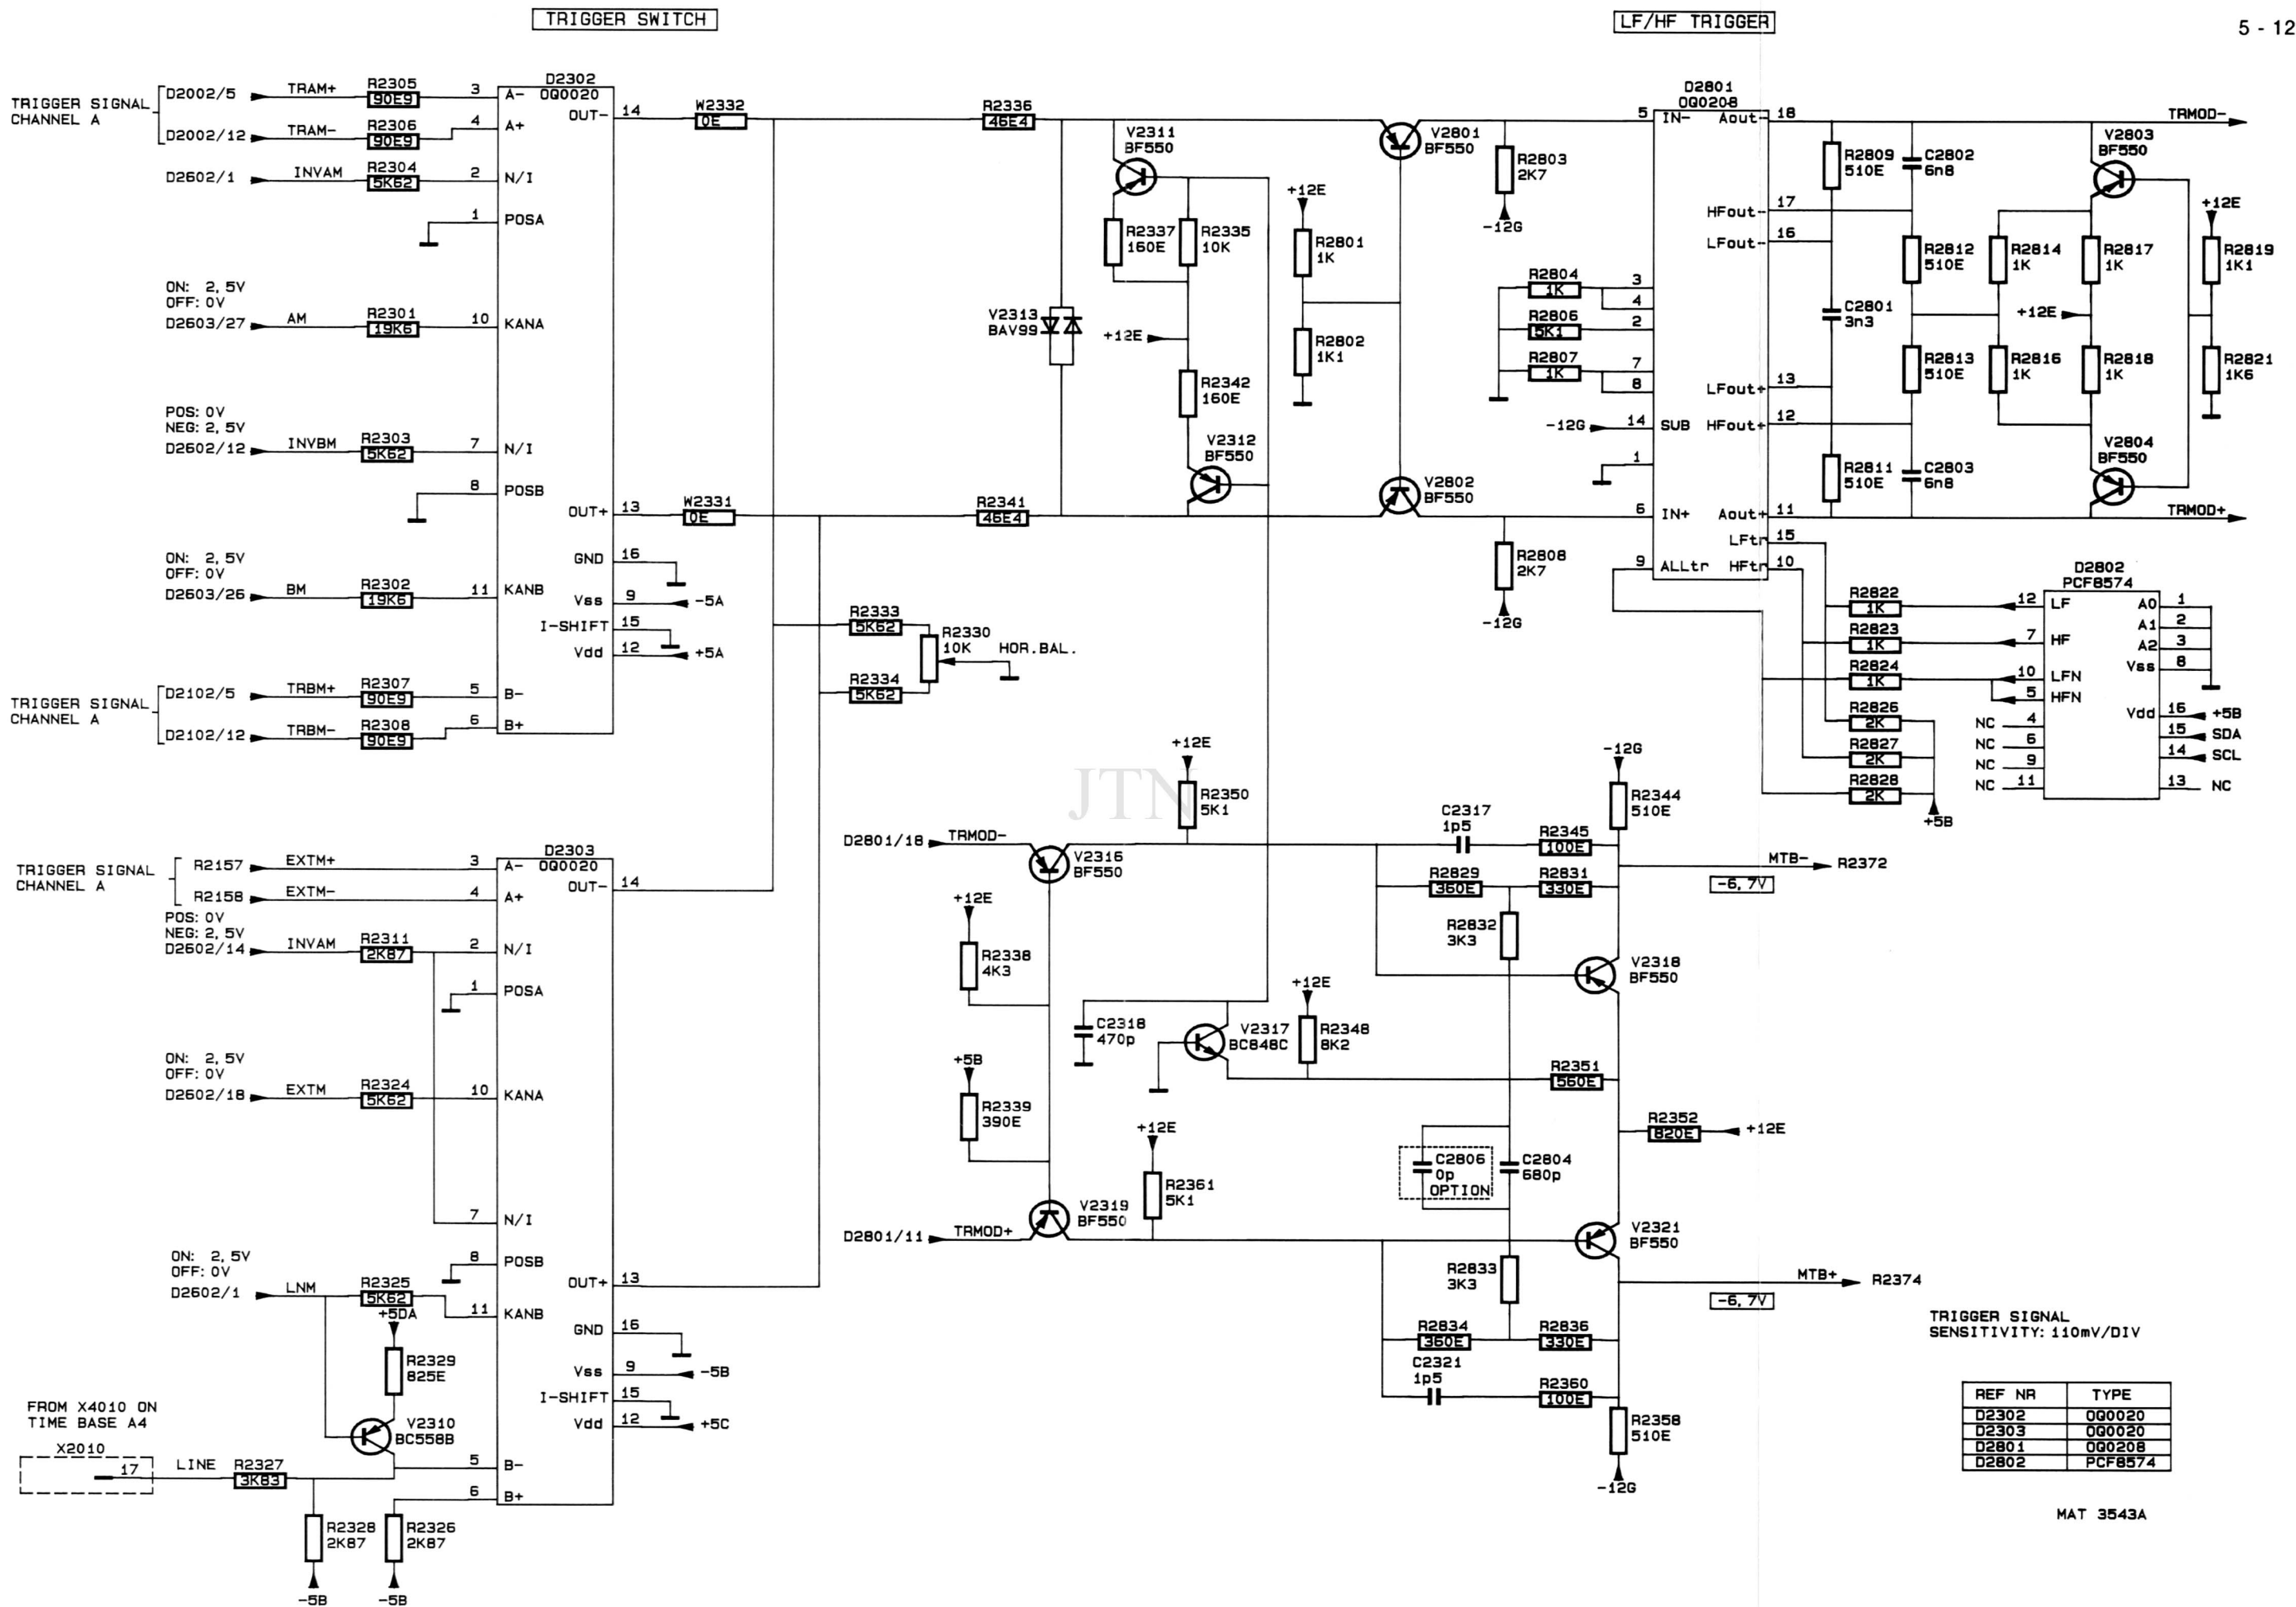 TRIGGER SWITCH
LF/HF TRIGGER
5 - 12
TRIGGER SIGNAL
CHANNEL A
D2002/5
TRAM+
R2305
90E9
3
A-
D2302
OQ0020
OUT-
14
W2332
0E
R2336
46E4
D2002/12
TRAM-
R2306
90E9
4
A+
D2602/1
INVAM
R2304
5K62
2
N/I
1
POSA
ON: 2,5V
OFF: 0V
D2603/27
AM
R2301
19K6
10
KANA
POS: 0V
NEG: 2,5V
D2602/12
INVBM
R2303
5K62
7
N/I
8
POSB
OUT+
13
W2331
0E
R2341
46E4
ON: 2,5V
OFF: 0V
D2603/26
BM
R2302
19K6
11
KANB
GND
16
Vss
9
-5A
I-SHIFT
15
Vdd
12
+5A
TRIGGER SIGNAL
CHANNEL A
D2102/5
TRBM+
R2307
90E9
5
B-
D2102/12
TRBM-
R2308
90E9
6
B+
V2311
BF550
R2337
160E
R2335
10K
V2313
BAV99
+12E
R2342
160E
V2312
BF550
+12E
R2801
1K
R2802
1K1
V2801
BF550
V2802
BF550
R2803
2K7
-12G
R2804
1K
R2806
5K1
R2807
1K
-12G
R2808
2K7
-12G
R2333
5K62
R2334
5K62
R2330
10K
HOR.BAL.
D2801
OQ0208
5
IN-
Aout-
18
TRMOD-
HFout-
17
LFout-
16
3
4
2
7
8
LFout+
13
14
SUB
HFout+
12
1
6
IN+
Aout+
11
TRMOD+
LFtr
15
9
ALLtr
HFtr
10
R2809
510E
C2802
6n8
V2803
BF550
R2812
510E
R2814
1K
R2817
1K
+12E
R2819
1K1
C2801
3n3
+12E
R2813
510E
R2816
1K
R2818
1K
R2821
1K6
R2811
510E
C2803
6n8
V2804
BF550
D2802
PCF8574
R2822
1K
12
LF
A0
1
A1
2
R2823
1K
7
HF
A2
3
Vss
8
R2824
1K
10
LFN
5
HFN
R2826
2K
NC
4
Vdd
16
+5B
R2827
2K
NC
6
15
SDA
NC
9
14
SCL
R2828
2K
NC
11
13
NC
+5B
JTN
TRIGGER SIGNAL
CHANNEL A
R2157
EXTM+
3
A-
D2303
OQ0020
OUT-
14
R2158
EXTM-
4
A+
POS: 0V
NEG: 2,5V
D2602/14
INVAM
R2311
2K87
2
N/I
1
POSA
ON: 2,5V
OFF: 0V
D2602/18
EXTM
R2324
5K62
10
KANA
7
N/I
8
POSB
ON: 2,5V
OFF: 0V
D2602/1
LNM
R2325
5K62
11
KANB
OUT+
13
GND
16
Vss
9
-5B
I-SHIFT
15
Vdd
12
+5C
+5DA
R2329
825E
V2310
BC558B
FROM X4010 ON
TIME BASE A4
X2010
17
LINE
R2327
3K83
5
B-
6
B+
R2328
2K87
R2326
2K87
-5B
-5B
D2801/18
TRMOD-
V2316
BF550
+12E
R2350
5K1
+12E
R2338
4K3
+5B
R2339
390E
C2318
470p
V2317
BC848C
+12E
R2348
8K2
D2801/11
TRMOD+
V2319
BF550
+12E
R2361
5K1
C2317
1p5
R2345
100E
-12G
R2344
510E
MTB-
R2372
-6,7V
R2829
360E
R2831
330E
R2832
3K3
V2318
BF550
R2351
560E
R2352
820E
+12E
C2806
0p
OPTION
C2804
680p
V2321
BF550
R2833
3K3
MTB+
R2374
-6,7V
R2834
360E
R2836
330E
C2321
1p5
R2360
100E
R2358
510E
-12G
TRIGGER SIGNAL
SENSITIVITY: 110mV/DIV
REF NR TYPE
D2302 OQ0020
D2303 OQ0020
D2801 OQ0208
D2802 PCF8574
MAT 3543A